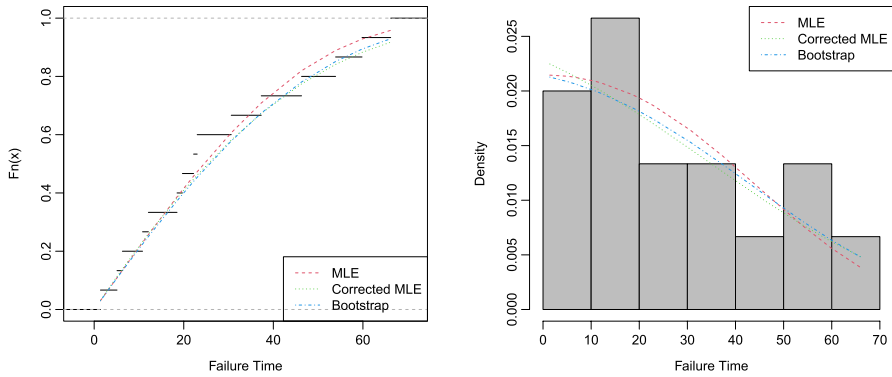 Fn(x)
1.0
0.8
0.6
0.4
0.2
0.0
MLE
Corrected MLE
Bootstrap
0 20 40 60
Failure Time
Density
0.025
0.020
0.015
0.010
0.005
0.000
MLE
Corrected MLE
Bootstrap
0 10 20 30 40 50 60 70
Failure Time